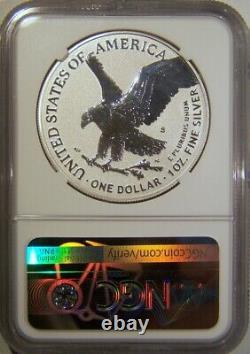 UNITED STATES OF AMERICA
S
E PLURIBUS UNUM
1 OZ. FINE SILVER ~ ONE DOLLAR ~
NGCcoin.com/verify
NGC